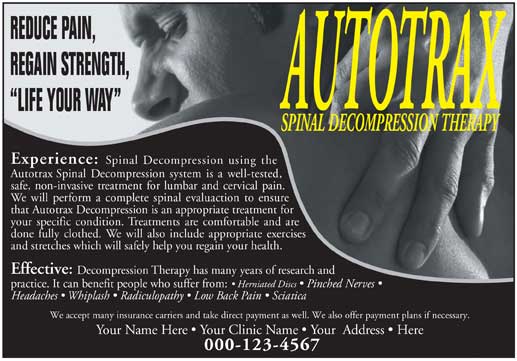 REDUCE PAIN,
REGAIN STRENGTH,
“LIFE YOUR WAY”
AUTOTRAX
SPINAL DECOMPRESSION THERAPY
Experience: Spinal Decompression using the
Autotrax Spinal Decompression system is a well-tested,
safe, non-invasive treatment for lumbar and cervical pain.
We will perform a complete spinal evaluaction to ensure
that Autotrax Decompression is an appropriate treatment for
your specific condition. Treatments are comfortable and are
done fully clothed. We will also include appropriate exercises
and stretches which will safely help you regain your health.
Effective: Decompression Therapy has many years of research and
practice. It can benefit people who suffer from: • Herniated Discs • Pinched Nerves •
Headaches • Whiplash • Radiculopathy • Low Back Pain • Sciatica
We accept many insurance carriers and take direct payment as well. We also offer payment plans if necessary.
Your Name Here • Your Clinic Name • Your Address • Here
000-123-4567